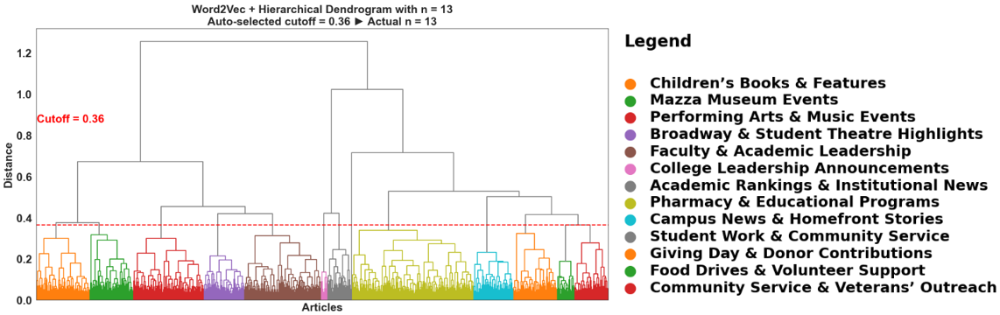 Word2Vec + Hierarchical Dendrogram with n = 13
Auto-selected cutoff = 0.36 ► Actual n = 13
Legend
1.2
1.0
0.8
0.6
0.4
0.2
0.0
Distance
Cutoff = 0.36
Articles
Children’s Books & Features
Mazza Museum Events
Performing Arts & Music Events
Broadway & Student Theatre Highlights
Faculty & Academic Leadership
College Leadership Announcements
Academic Rankings & Institutional News
Pharmacy & Educational Programs
Campus News & Homefront Stories
Student Work & Community Service
Giving Day & Donor Contributions
Food Drives & Volunteer Support
Community Service & Veterans’ Outreach